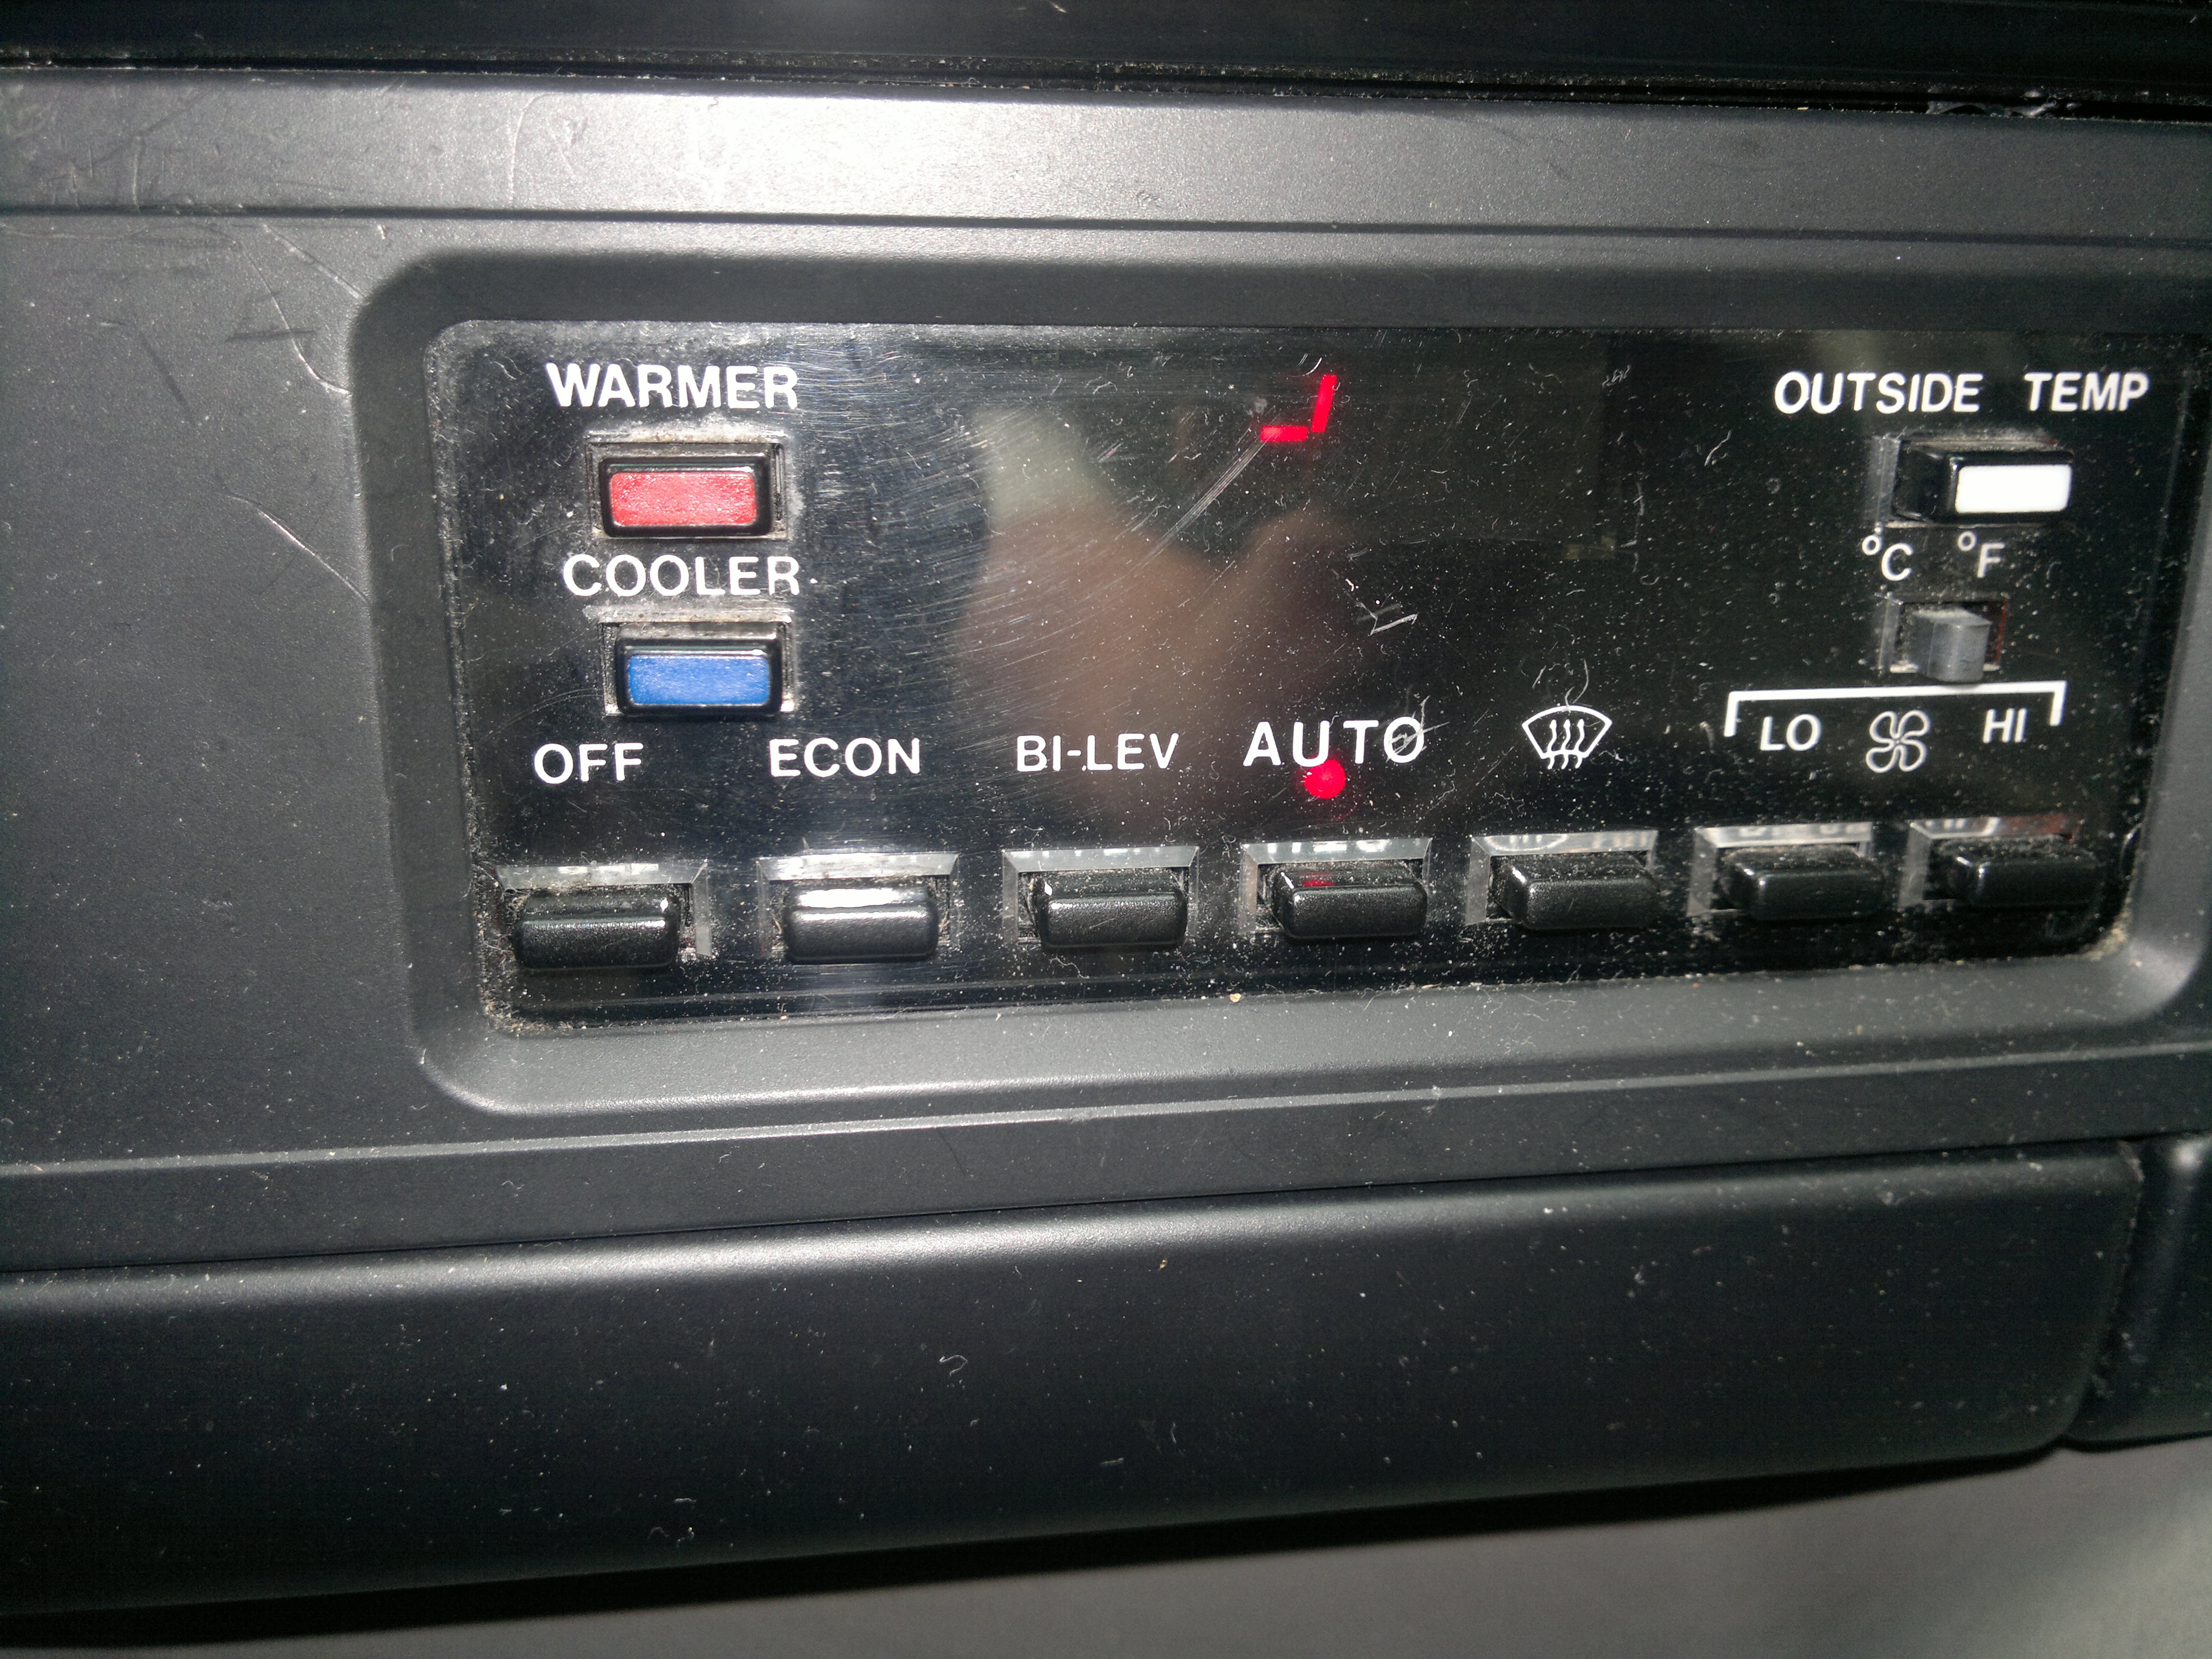 WARMER
OUTSIDE TEMP
COOLER
°C °F
OFF ECON BI-LEV AUTO LO HI